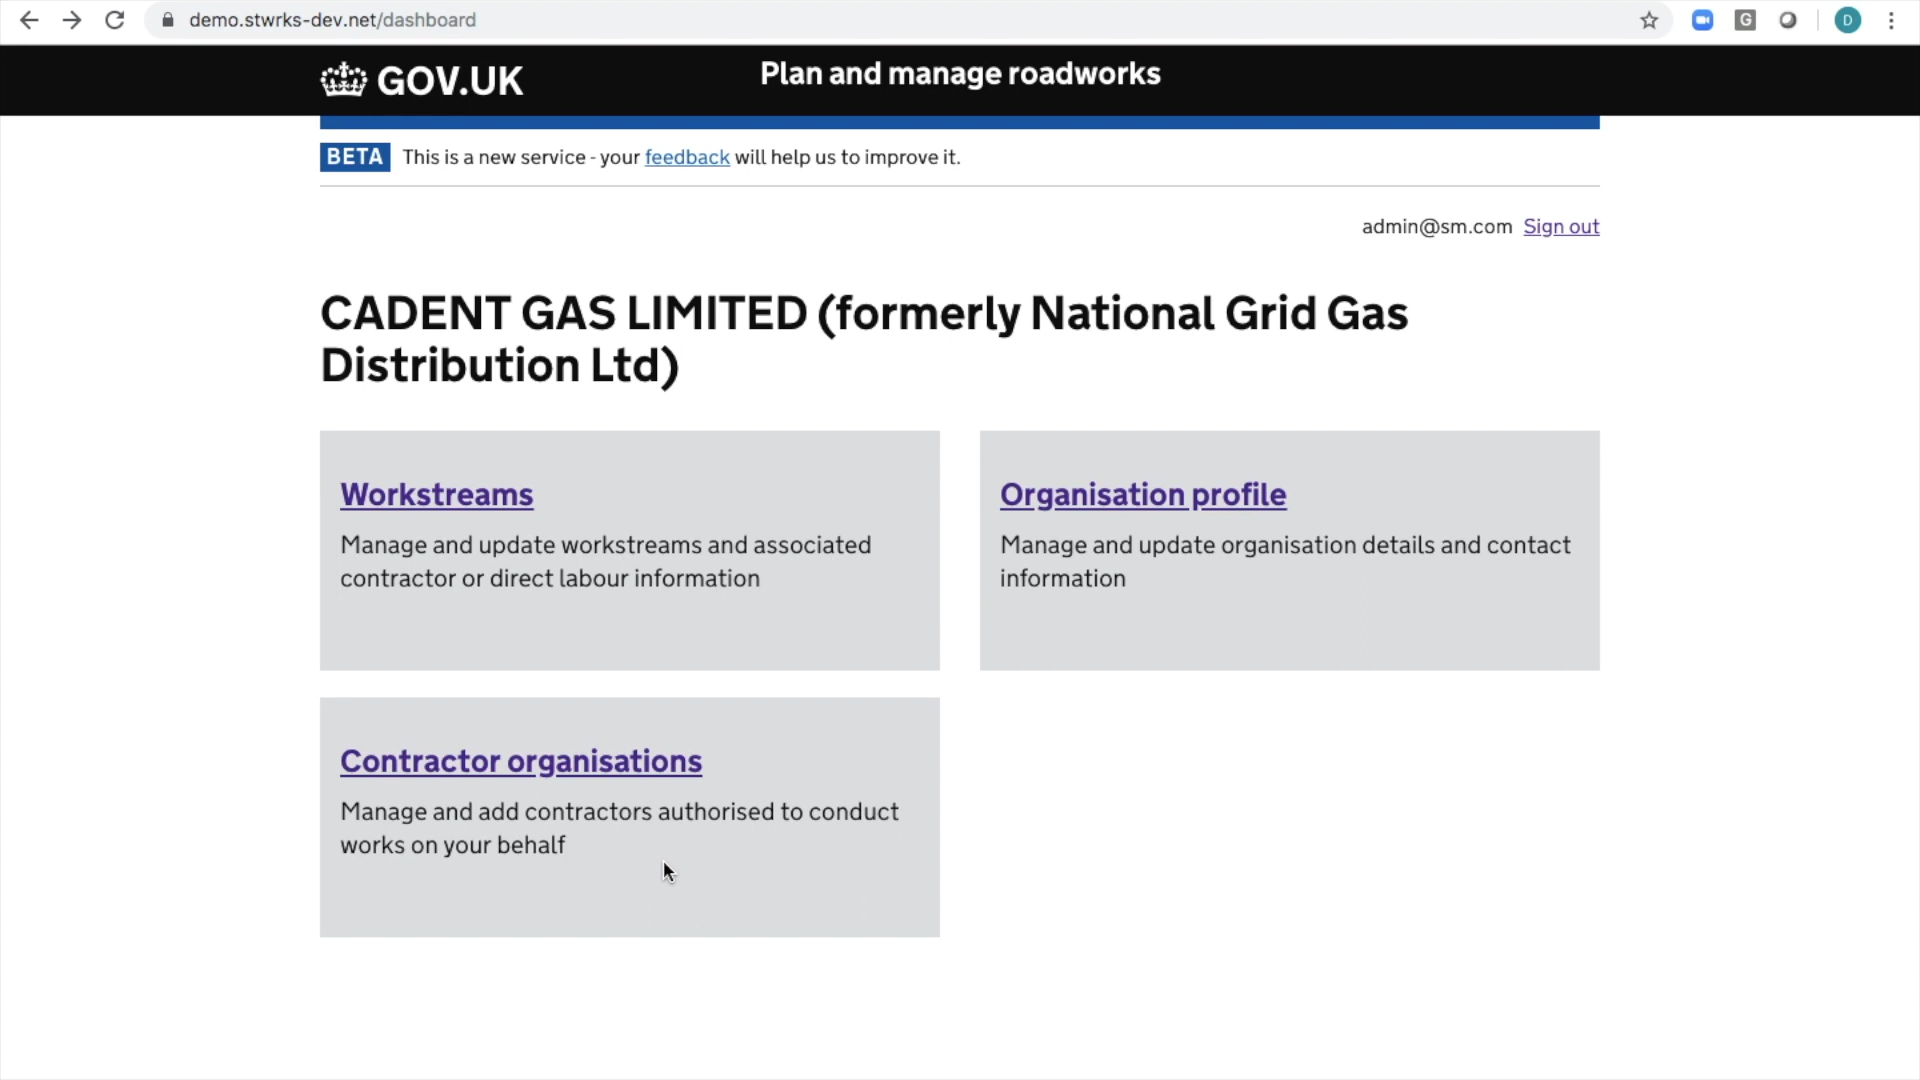 demo.stwrks-dev.net/dashboard
G
D
GOV.UK
Plan and manage roadworks
BETA This is a new service - your feedback will help us to improve it.
admin@sm.com Sign out
CADENT GAS LIMITED (formerly National Grid Gas
Distribution Ltd)
Workstreams
Manage and update workstreams and associated
contractor or direct labour information
Organisation profile
Manage and update organisation details and contact
information
Contractor organisations
Manage and add contractors authorised to conduct
works on your behalf